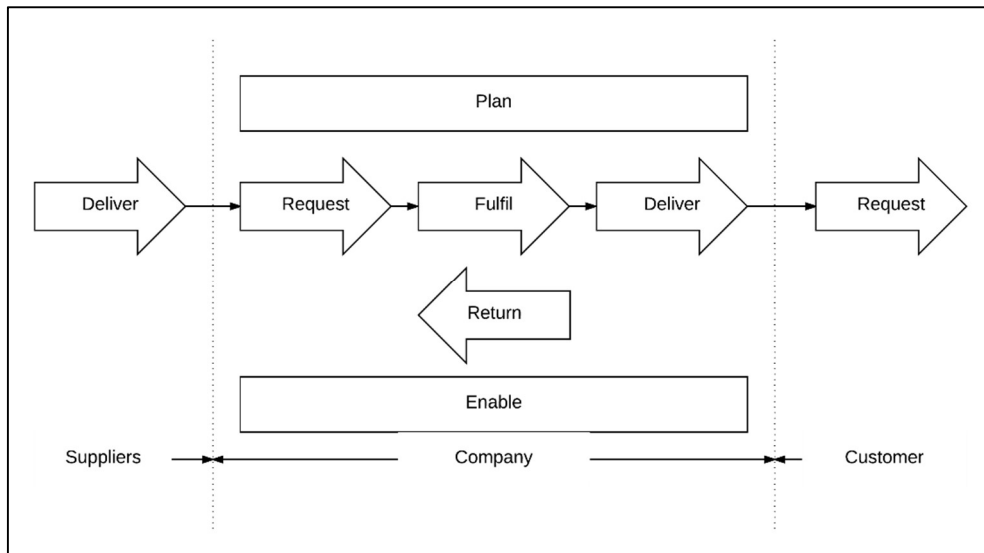 Plan
Deliver
Request
Fulfil
Deliver
Request
Return
Enable
Suppliers
Company
Customer